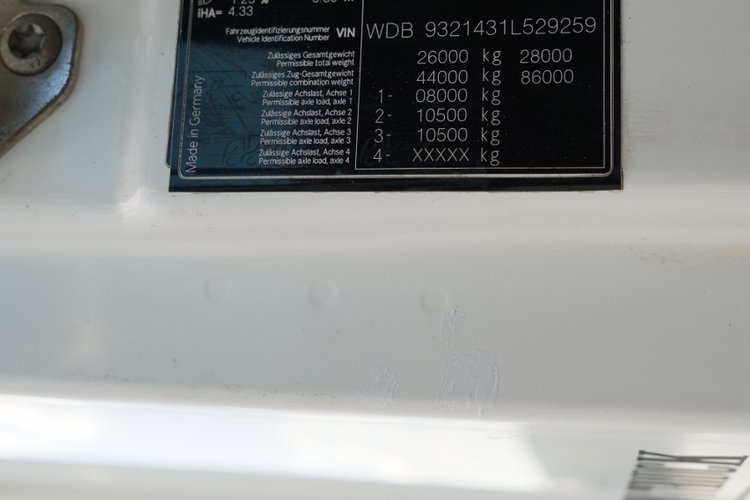 1.25 %
iHA= 4.33
Fahrzeugidentifizierungsnummer
Vehicle Identification Number VIN WDB 9321431L529259
Zulässiges Gesamtgewicht
Permissible total weight 26000 kg 28000
Zulässiges Zug-Gesamtgewicht
Permissible combination weight 44000 kg 86000
Zulässige Achslast, Achse 1
Permissible axle load, axle 1 1- 08000 kg
Zulässige Achslast, Achse 2
Permissible axle load, axle 2 2- 10500 kg
Zulässige Achslast, Achse 3
Permissible axle load, axle 3 3- 10500 kg
Zulässige Achslast, Achse 4
Permissible axle load, axle 4 4- XXXXX kg
Made in Germany